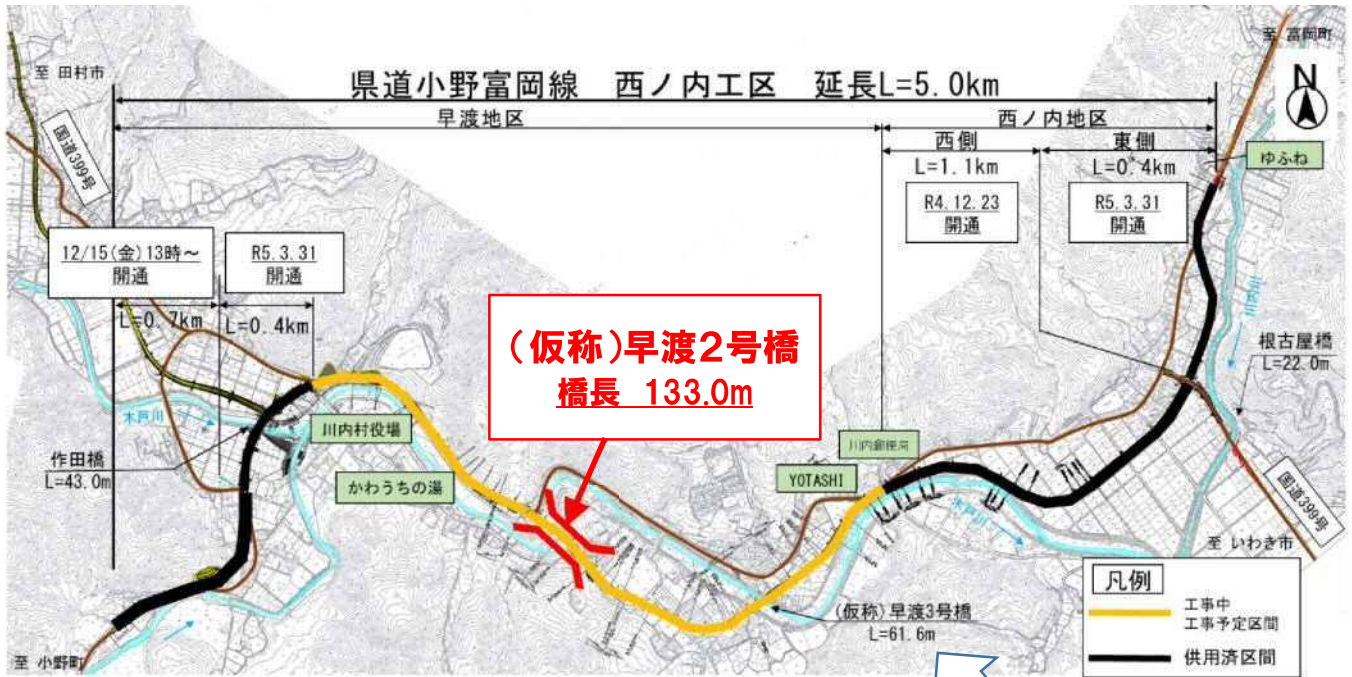 至 富岡町
至 田村市
県道小野富岡線 西ノ内工区 延長L=5.0km
N
早渡地区
西ノ内地区
国道399号
西側
L=1.1km
東側
L=0.4km
ゆふね
R4.12.23
開通
R5.3.31
開通
12/15(金)13時～
開通
R5.3.31
開通
L=0.7km
L=0.4km
(仮称)早渡2号橋
橋長 133.0m
川内川
根古屋橋
L=22.0m
木戸川
川内村役場
川内郵便局
作田橋
L=43.0m
かわうちの湯
YOTASHI
木戸川
国道399号
至 いわき市
凡例
工事中
工事予定区間
供用済区間
(仮称)早渡3号橋
L=61.6m
至 小野町